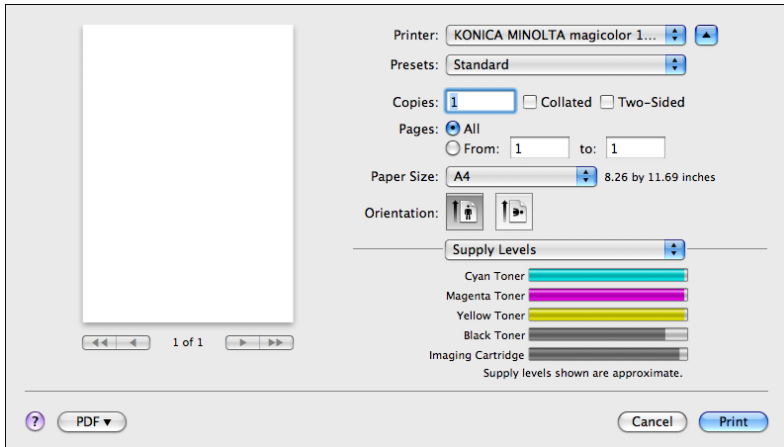 Printer: KONICA MINOLTA magicolor 1...
Presets: Standard
Copies: 1 Collated Two-Sided
Pages: All
From: 1 to: 1
Paper Size: A4 8.26 by 11.69 inches
Orientation:
Supply Levels
Cyan Toner
Magenta Toner
Yellow Toner
Black Toner
Imaging Cartridge
Supply levels shown are approximate.
1 of 1
? PDF ▼ Cancel Print